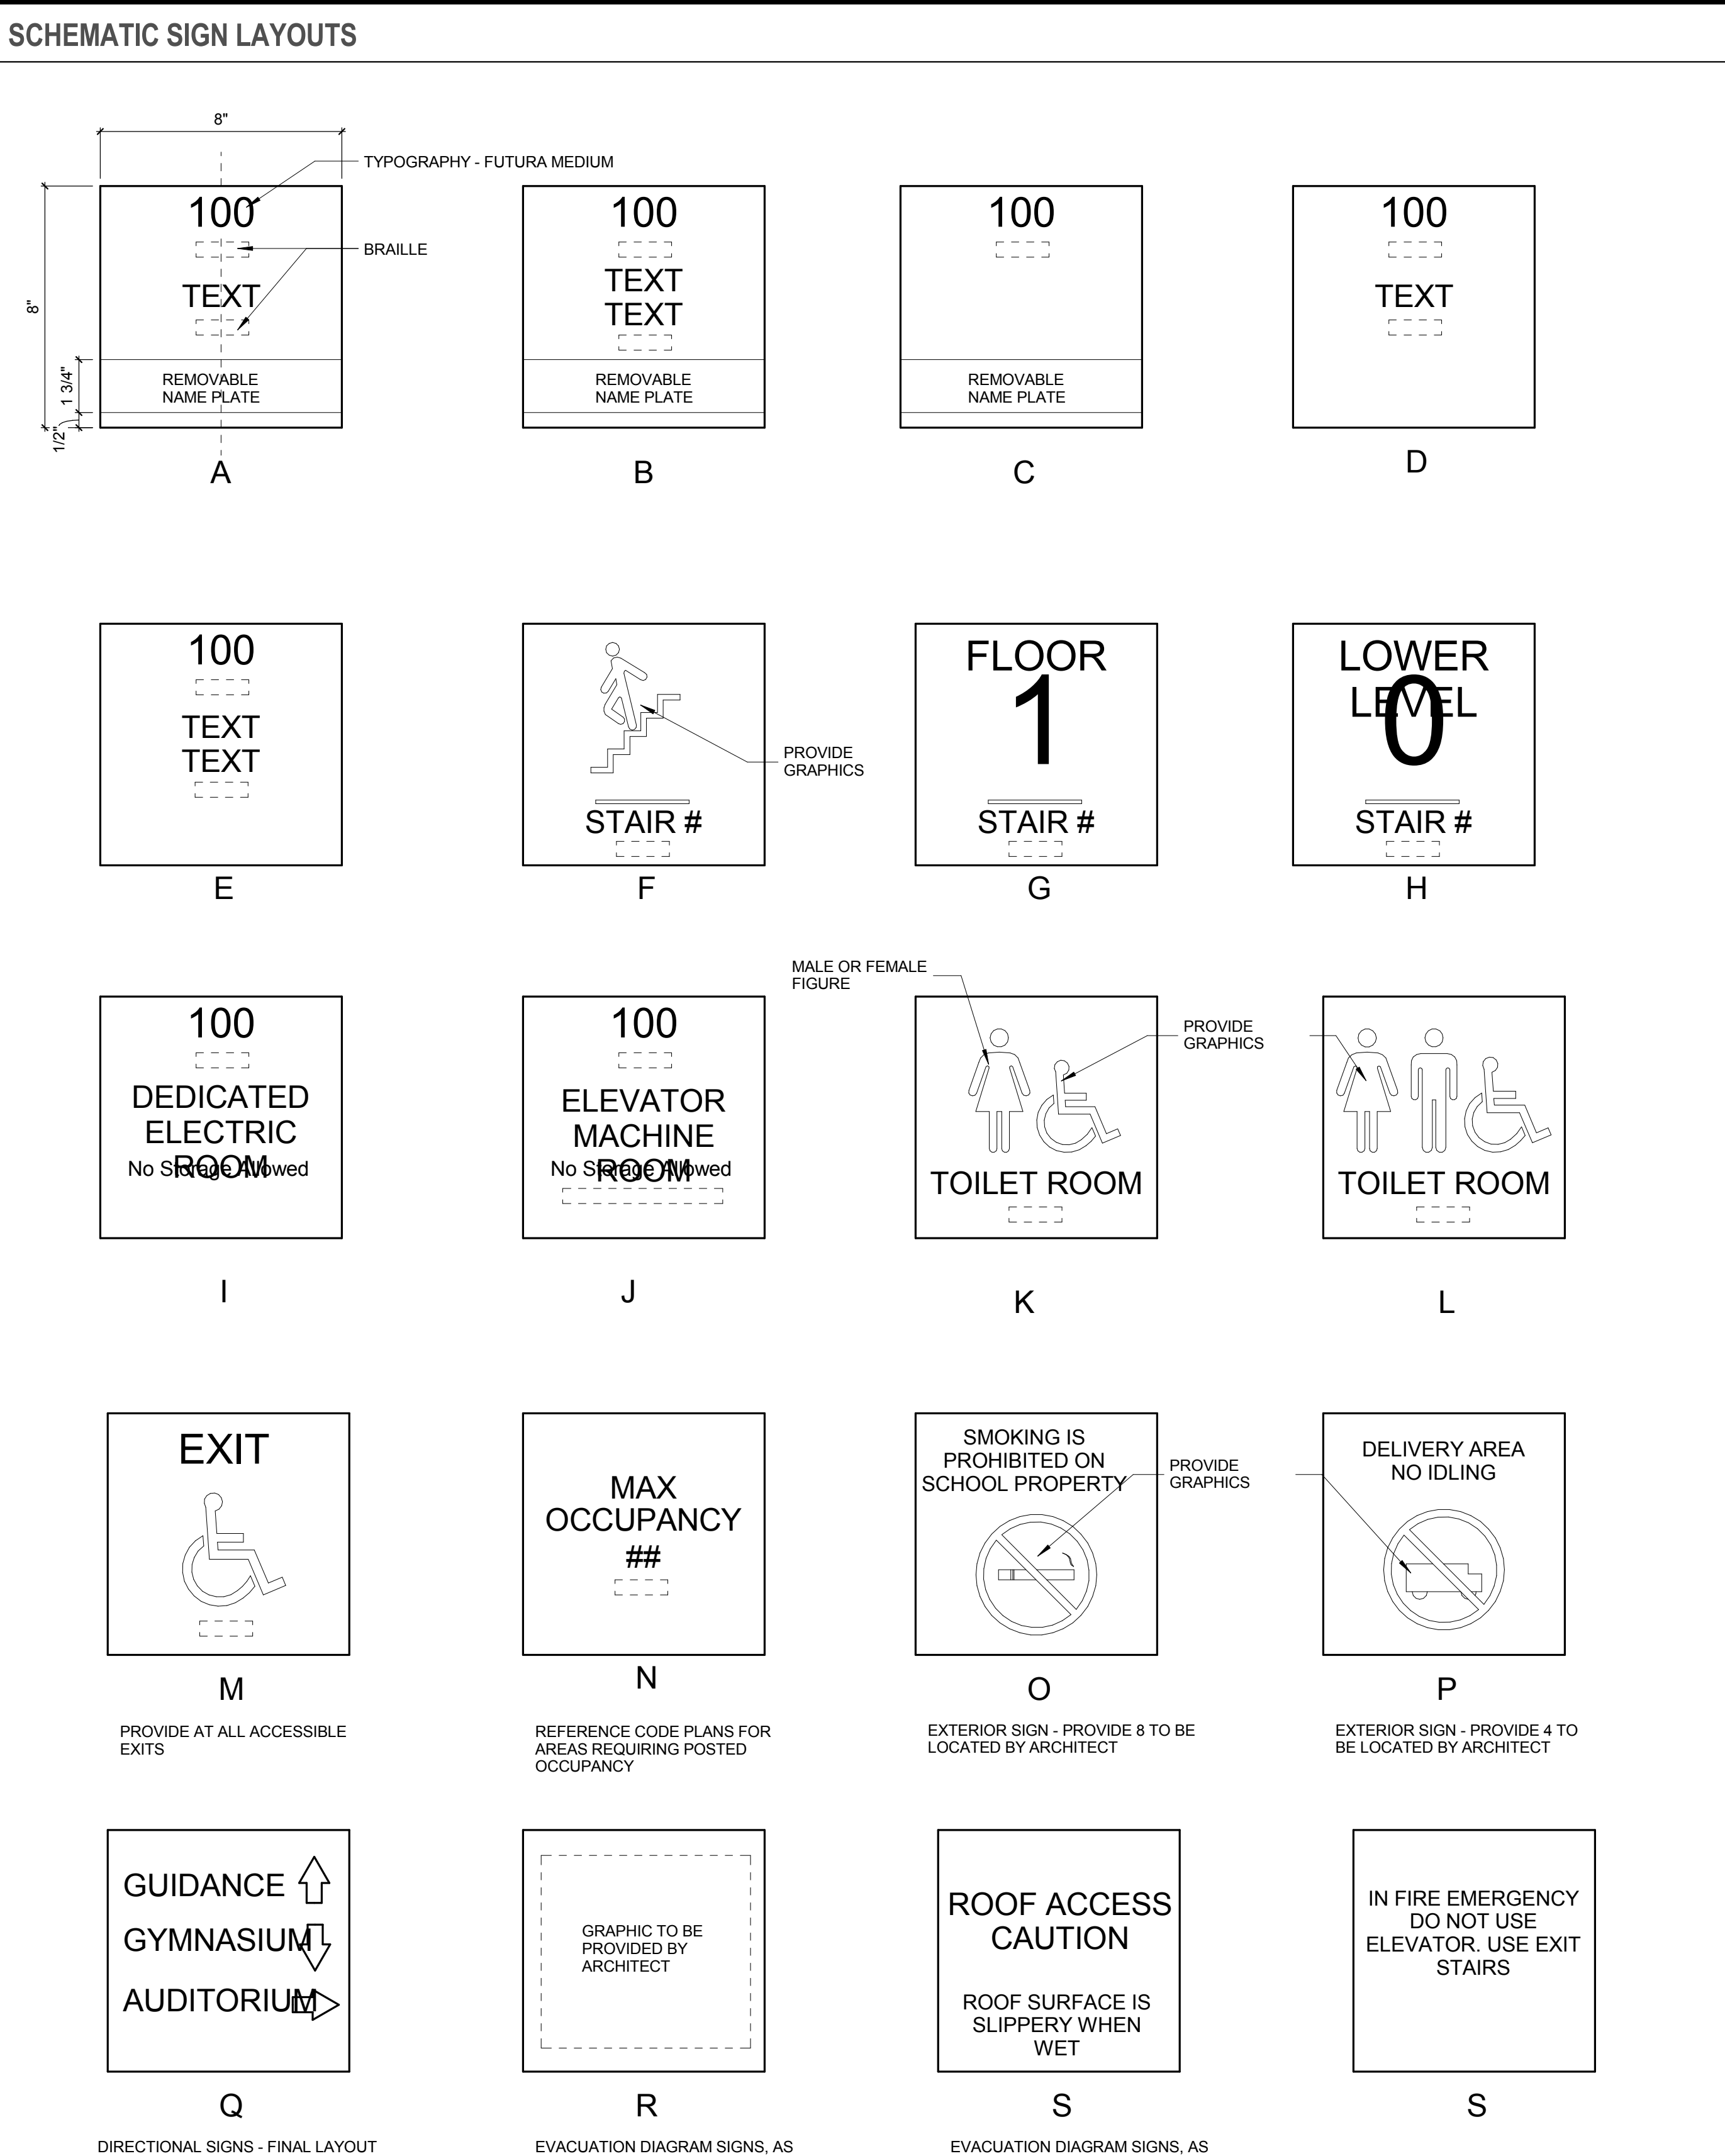 SCHEMATIC SIGN LAYOUTS
8"
TYPOGRAPHY - FUTURA MEDIUM
BRAILLE
8"
1 3/4"
1/2"
100
TEXT
REMOVABLE
NAME PLATE
A
100
TEXT
TEXT
REMOVABLE
NAME PLATE
B
100
REMOVABLE
NAME PLATE
C
100
TEXT
D
100
TEXT
TEXT
E
STAIR #
F
PROVIDE
GRAPHICS
FLOOR
1
STAIR #
G
LOWER
LEVEL
0
STAIR #
H
100
DEDICATED
ELECTRIC
ROOM
No Storage Allowed
I
100
ELEVATOR
MACHINE
ROOM
No Storage Allowed
J
MALE OR FEMALE
FIGURE
TOILET ROOM
K
PROVIDE
GRAPHICS
TOILET ROOM
L
EXIT
M
PROVIDE AT ALL ACCESSIBLE
EXITS
MAX
OCCUPANCY
##
N
REFERENCE CODE PLANS FOR
AREAS REQUIRING POSTED
OCCUPANCY
SMOKING IS
PROHIBITED ON
SCHOOL PROPERTY
O
EXTERIOR SIGN - PROVIDE 8 TO BE
LOCATED BY ARCHITECT
PROVIDE
GRAPHICS
DELIVERY AREA
NO IDLING
P
EXTERIOR SIGN - PROVIDE 4 TO
BE LOCATED BY ARCHITECT
GUIDANCE
GYMNASIUM
AUDITORIUM
Q
DIRECTIONAL SIGNS - FINAL LAYOUT
GRAPHIC TO BE
PROVIDED BY
ARCHITECT
R
EVACUATION DIAGRAM SIGNS, AS
ROOF ACCESS
CAUTION
ROOF SURFACE IS
SLIPPERY WHEN
WET
S
EVACUATION DIAGRAM SIGNS, AS
IN FIRE EMERGENCY
DO NOT USE
ELEVATOR. USE EXIT
STAIRS
S